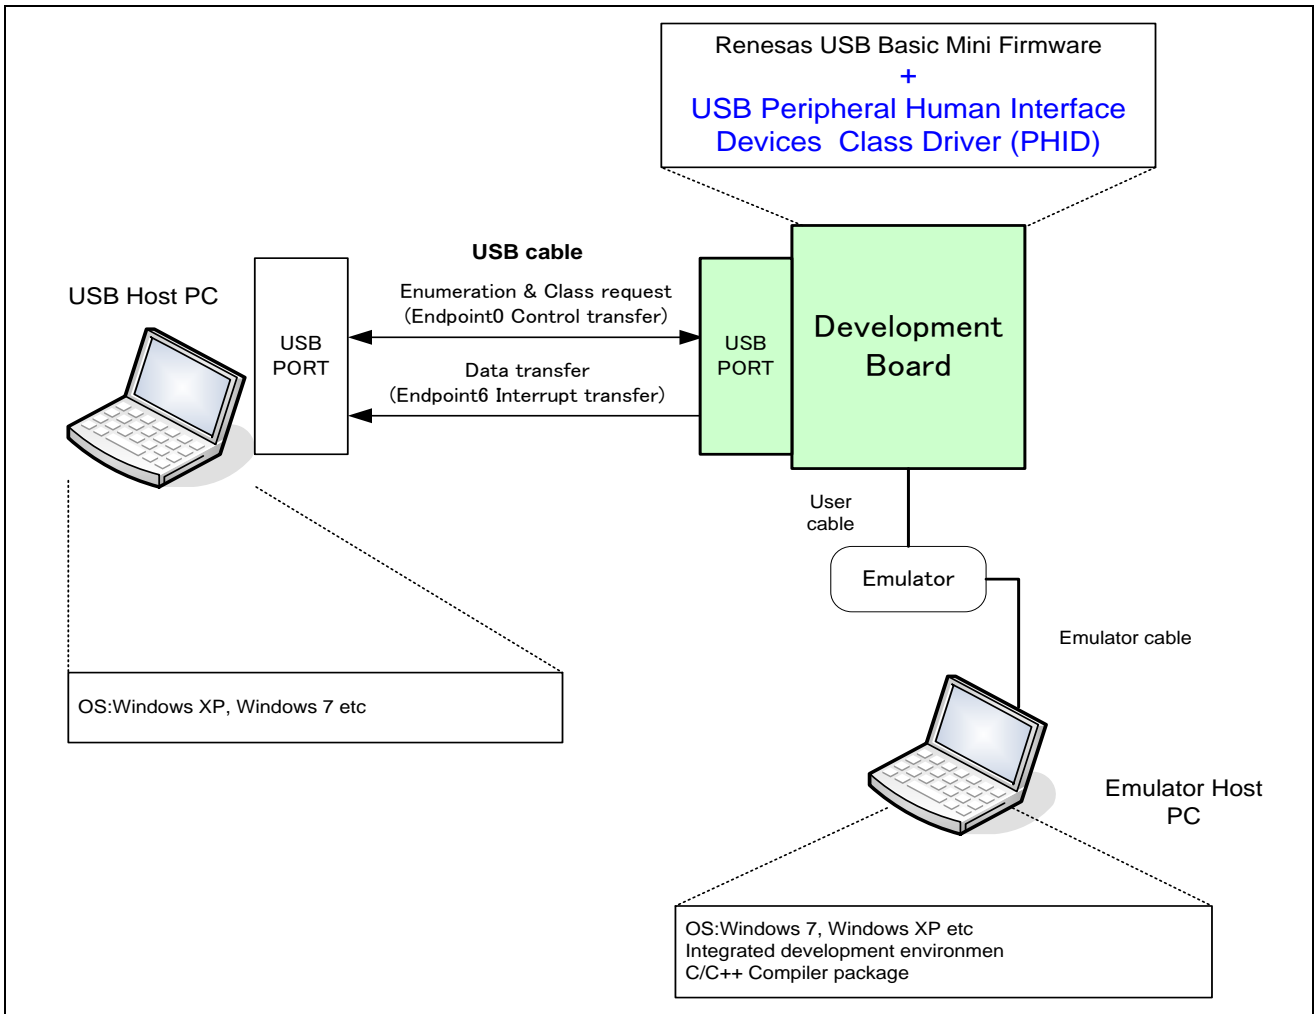 Renesas USB Basic Mini Firmware
+
USB Peripheral Human Interface
Devices  Class Driver (PHID)
USB cable
Enumeration & Class request
(Endpoint0 Control transfer)
Data transfer
(Endpoint6 Interrupt transfer)
USB Host PC
USB
PORT
USB
PORT
Development
Board
User
cable
Emulator
Emulator cable
OS:Windows XP, Windows 7 etc
Emulator Host
PC
OS:Windows 7, Windows XP etc
Integrated development environmen
C/C++ Compiler package